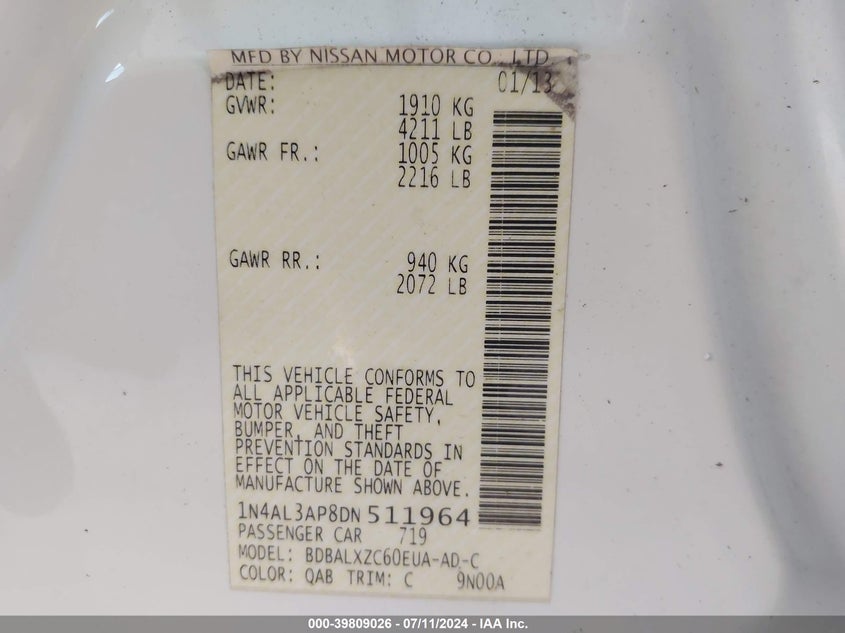 MFD BY NISSAN MOTOR CO., LTD
DATE: 01/13
GVWR: 1910 KG
4211 LB
GAWR FR.: 1005 KG
2216 LB
GAWR RR.: 940 KG
2072 LB
THIS VEHICLE CONFORMS TO
ALL APPLICABLE FEDERAL
MOTOR VEHICLE SAFETY,
BUMPER, AND THEFT
PREVENTION STANDARDS IN
EFFECT ON THE DATE OF
MANUFACTURE SHOWN ABOVE.
1N4AL3AP8DN 511964
PASSENGER CAR 719
MODEL: BDBALXZC60EUA-AD-C
COLOR: QAB TRIM: C 9N00A
000-39809026 - 07/11/2024 - IAA Inc.